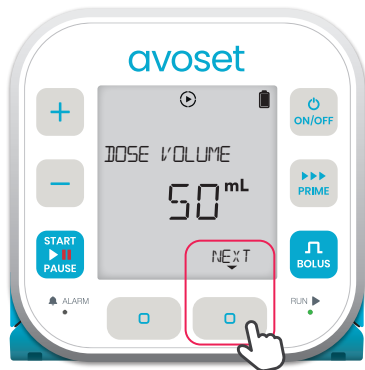 avoset
+
ON/OFF
DOSE VOLUME
50 mL
−
PRIME
START
PAUSE
NEXT
BOLUS
ALARM
RUN